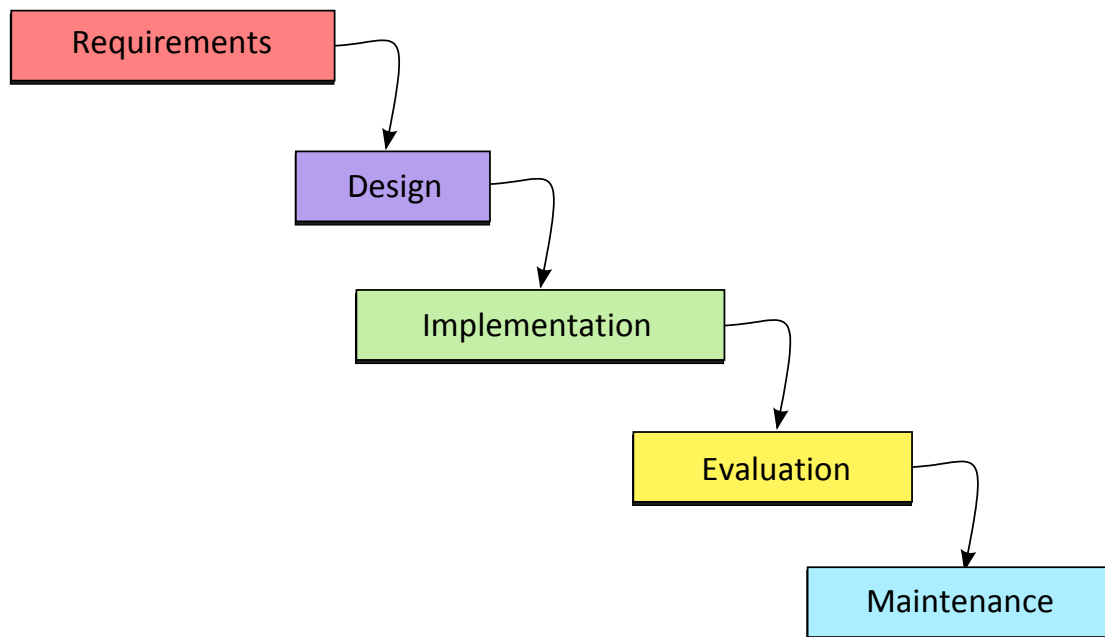 Requirements
Design
Implementation
Evaluation
Maintenance